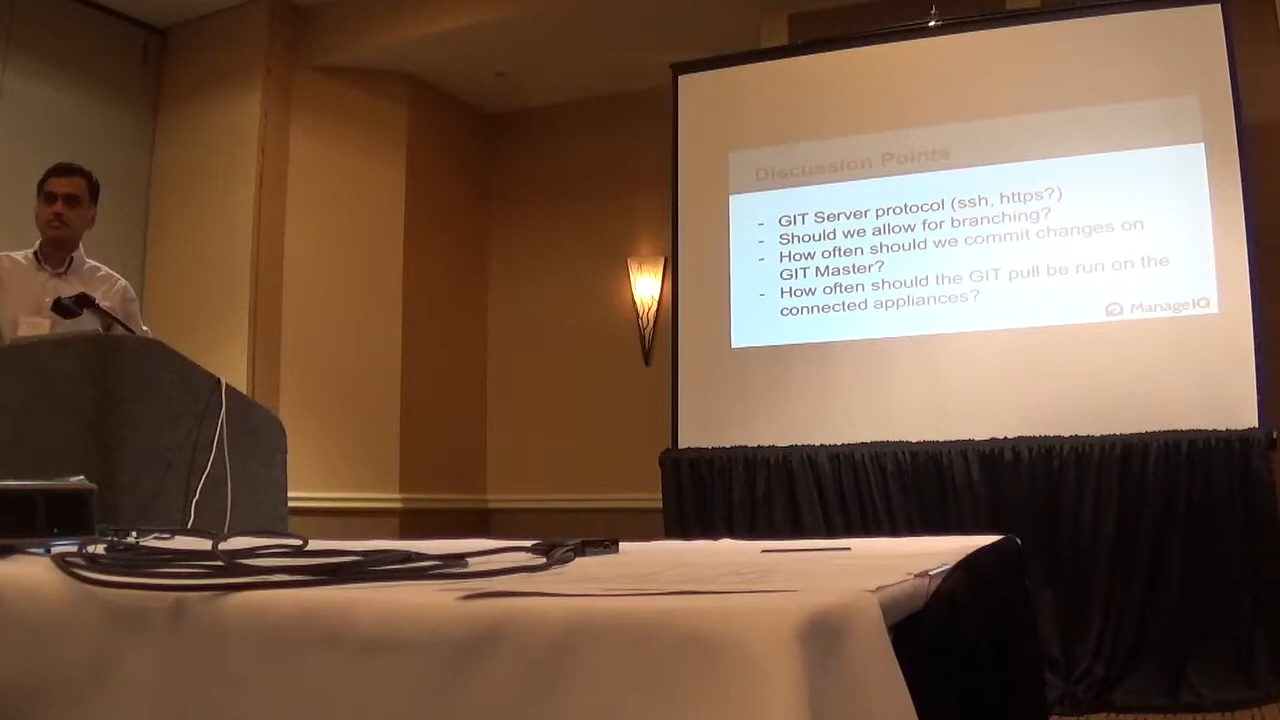 Discussion Points
- GIT Server protocol (ssh, https?)
- Should we allow for branching?
- How often should we commit changes on
GIT Master?
- How often should the GIT pull be run on the
connected appliances?
ManageIQ